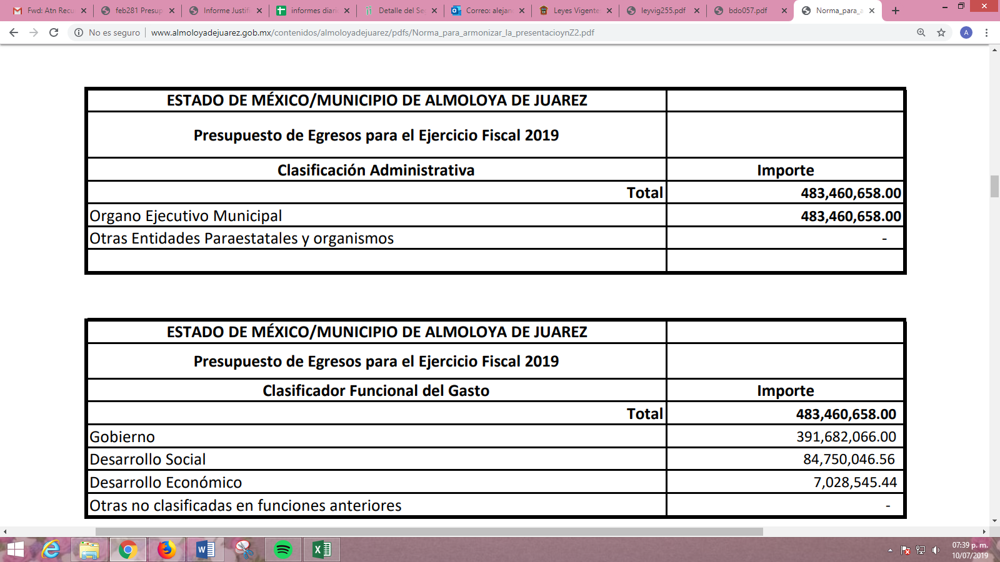 Fwd: Atn Recu
feb281 Presup
Informe Justifi
informes diari
Detalle del Se
Correo: alejan
Leyes Vigente
leyvig255.pdf
bdo057.pdf
Norma_para_a
No es seguro
www.almoloyadejuarez.gob.mx/contenidos/almoloyadejuarez/pdfs/Norma_para_armonizar_la_presentacioynZ2.pdf
A
ESTADO DE MÉXICO/MUNICIPIO DE ALMOLOYA DE JUAREZ
Presupuesto de Egresos para el Ejercicio Fiscal 2019
Clasificación Administrativa Importe
Total 483,460,658.00
Organo Ejecutivo Municipal 483,460,658.00
Otras Entidades Paraestatales y organismos -
ESTADO DE MÉXICO/MUNICIPIO DE ALMOLOYA DE JUAREZ
Presupuesto de Egresos para el Ejercicio Fiscal 2019
Clasificador Funcional del Gasto Importe
Total 483,460,658.00
Gobierno 391,682,066.00
Desarrollo Social 84,750,046.56
Desarrollo Económico 7,028,545.44
Otras no clasificadas en funciones anteriores -
07:39 p. m.
10/07/2019